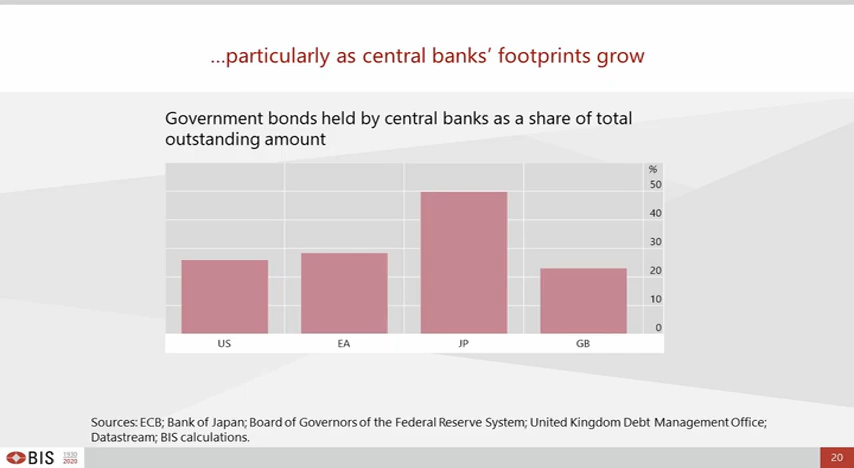 …particularly as central banks’ footprints grow
Government bonds held by central banks as a share of total
outstanding amount
%
50
40
30
20
10
0
US EA JP GB
Sources: ECB; Bank of Japan; Board of Governors of the Federal Reserve System; United Kingdom Debt Management Office;
Datastream; BIS calculations.
BIS 1930
2020
20